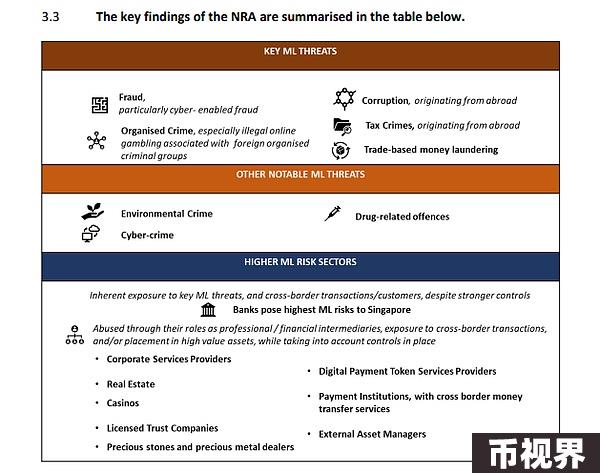 3.3 The key findings of the NRA are summarised in the table below.
KEY ML THREATS
Fraud,
particularly cyber- enabled fraud
Organised Crime, especially illegal online
gambling associated with foreign organised
criminal groups
Corruption, originating from abroad
Tax Crimes, originating from abroad
Trade-based money laundering
OTHER NOTABLE ML THREATS
Environmental Crime
Cyber-crime
Drug-related offences
HIGHER ML RISK SECTORS
Inherent exposure to key ML threats, and cross-border transactions/customers, despite stronger controls
Banks pose highest ML risks to Singapore
Abused through their roles as professional / financial intermediaries, exposure to cross-border transactions,
and/or placement in high value assets, while taking into account controls in place
• Corporate Services Providers
• Real Estate
• Casinos
• Licensed Trust Companies
• Precious stones and precious metal dealers
• Digital Payment Token Services Providers
• Payment Institutions, with cross border money
transfer services
• External Asset Managers
币视界